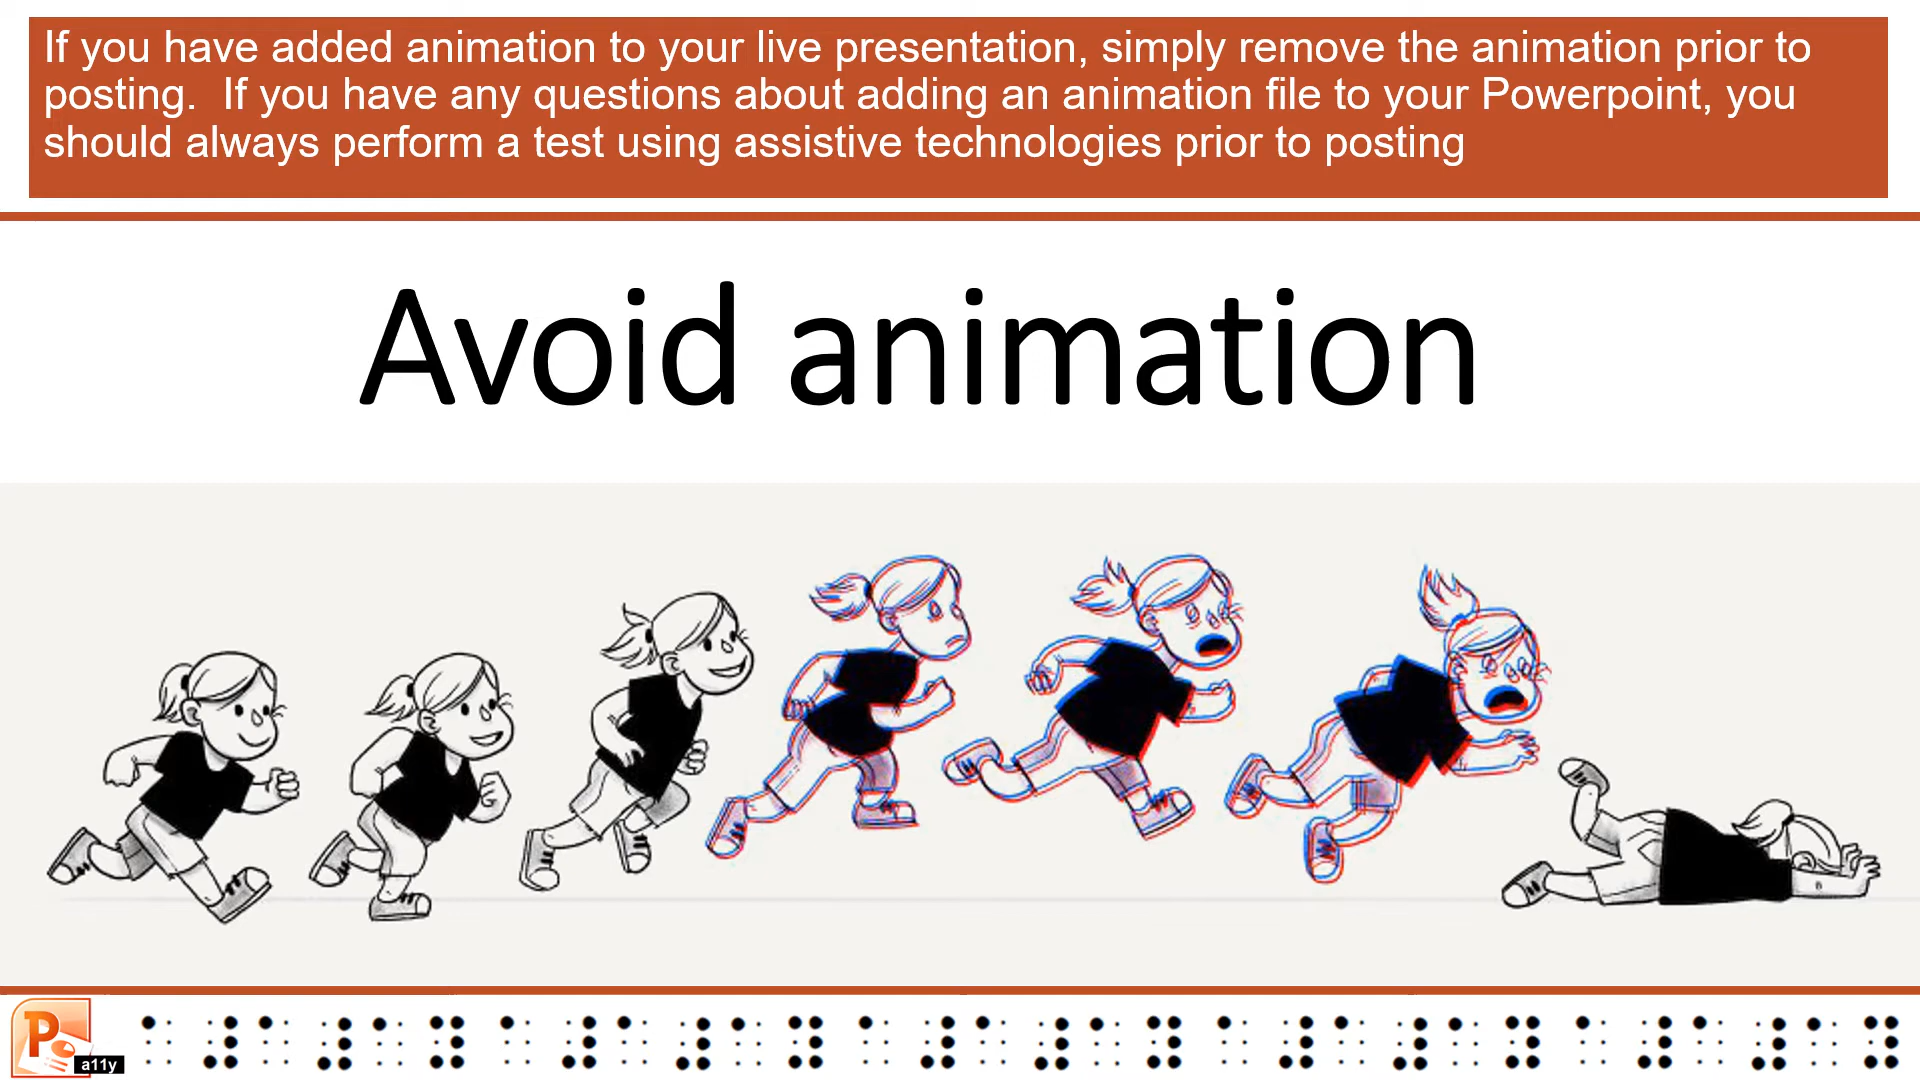 If you have added animation to your live presentation, simply remove the animation prior to
posting.  If you have any questions about adding an animation file to your Powerpoint, you
should always perform a test using assistive technologies prior to posting
Avoid animation
P
a11y